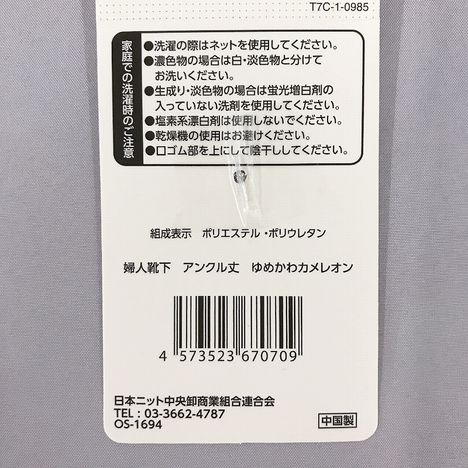 T7C-1-0985
家庭での洗濯時のご注意
●洗濯の際はネットを使用してください。
●濃色物の場合は白・淡色物と分けて
お洗いください。
●生成り・淡色物の場合は蛍光増白剤の
入っていない洗剤を使用してください。
●塩素系漂白剤は使用しないでください。
●乾燥機の使用はお避けください。
●口ゴム部を上にして陰干ししてください。
組成表示 ポリエステル・ポリウレタン
婦人靴下 アンクル丈 ゆめかわカメレオン
4 573523 670709
日本ニット中央卸商業組合連合会
TEL : 03-3662-4787
OS-1694
中国製